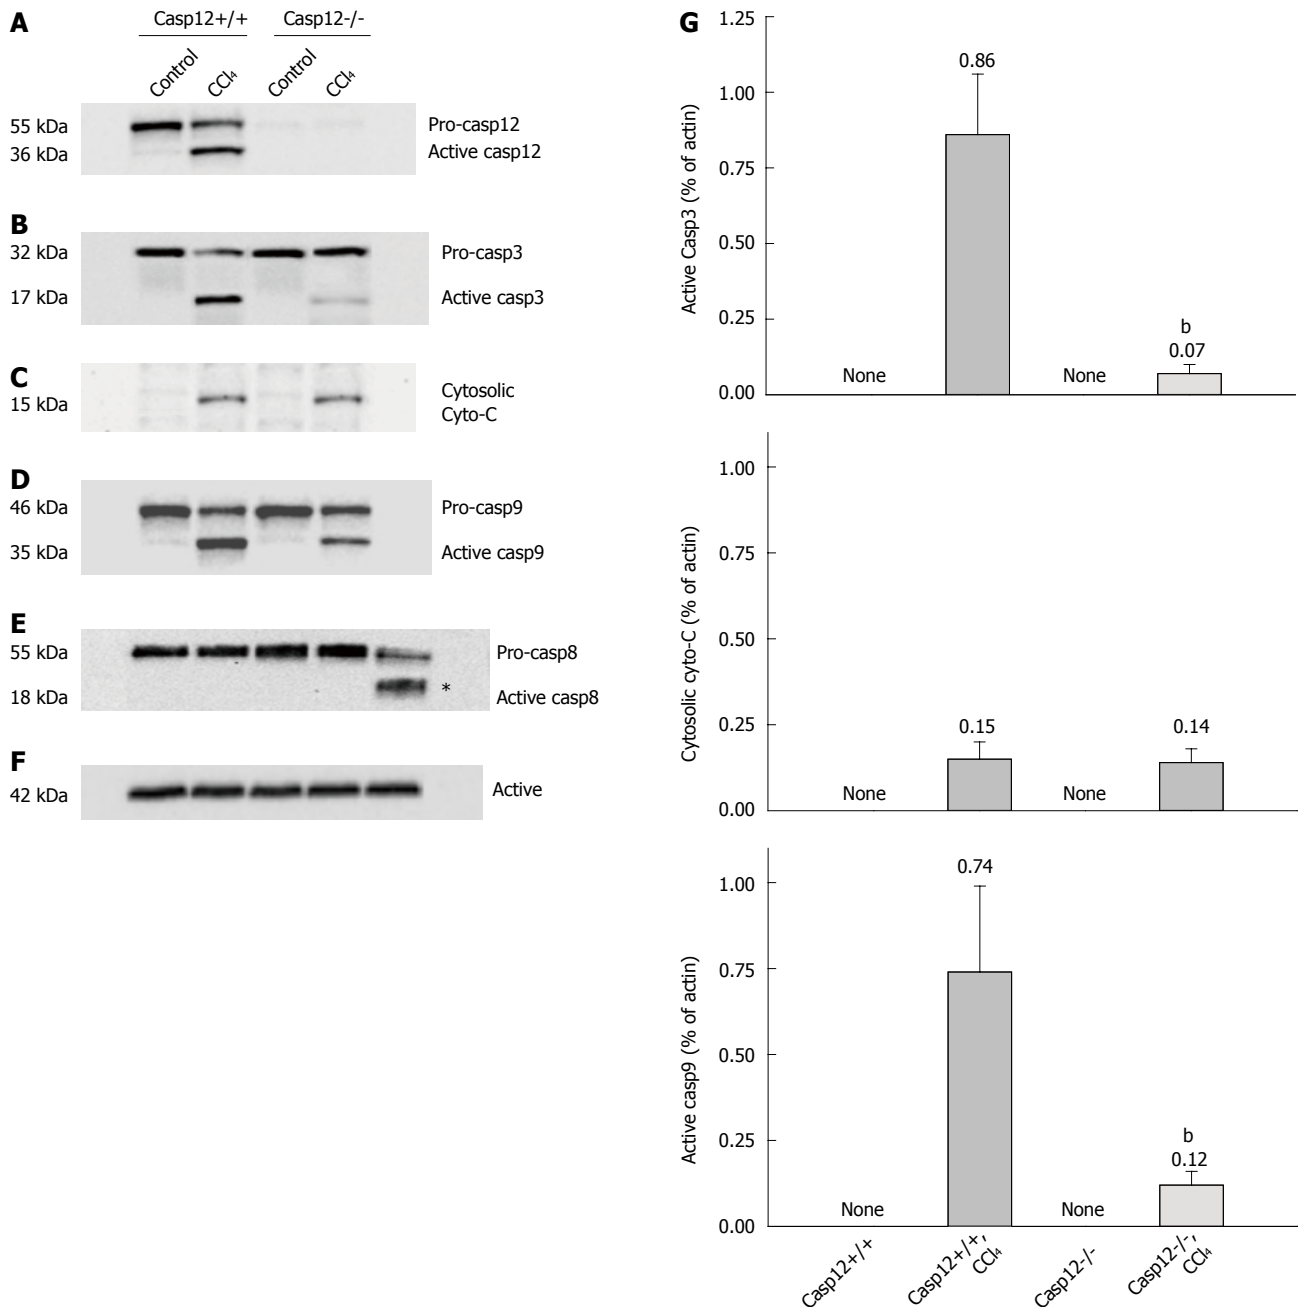 A
Casp12+/+
Casp12-/-
Control
CCl₄
Control
CCl₄
55 kDa
Pro-casp12
36 kDa
Active casp12
B
32 kDa
Pro-casp3
17 kDa
Active casp3
C
15 kDa
Cytosolic
Cyto-C
D
46 kDa
Pro-casp9
35 kDa
Active casp9
E
55 kDa
Pro-casp8
18 kDa
*
Active casp8
F
42 kDa
Active
G
Active Casp3 (% of actin)
1.25
1.00
0.75
0.50
0.25
0.00
None
0.86
None
b
0.07
Cytosolic cyto-C (% of actin)
1.00
0.75
0.50
0.25
0.00
None
0.15
None
0.14
Active casp9 (% of actin)
1.00
0.75
0.50
0.25
0.00
None
0.74
None
b
0.12
Casp12+/+
Casp12+/+,
CCl₄
Casp12-/-
Casp12-/-,
CCl₄